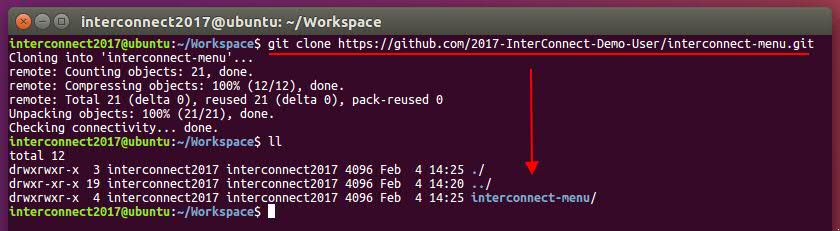 interconnect2017@ubuntu: ~/Workspace
interconnect2017@ubuntu:~/Workspace$ git clone https://github.com/2017-InterConnect-Demo-User/interconnect-menu.git
Cloning into 'interconnect-menu'...
remote: Counting objects: 21, done.
remote: Compressing objects: 100% (12/12), done.
remote: Total 21 (delta 0), reused 21 (delta 0), pack-reused 0
Unpacking objects: 100% (21/21), done.
Checking connectivity... done.
interconnect2017@ubuntu:~/Workspace$ ll
total 12
drwxrwxr-x  3 interconnect2017 interconnect2017 4096 Feb  4 14:25 ./
drwxr-xr-x 19 interconnect2017 interconnect2017 4096 Feb  4 14:20 ../
drwxrwxr-x  4 interconnect2017 interconnect2017 4096 Feb  4 14:25 interconnect-menu/
interconnect2017@ubuntu:~/Workspace$